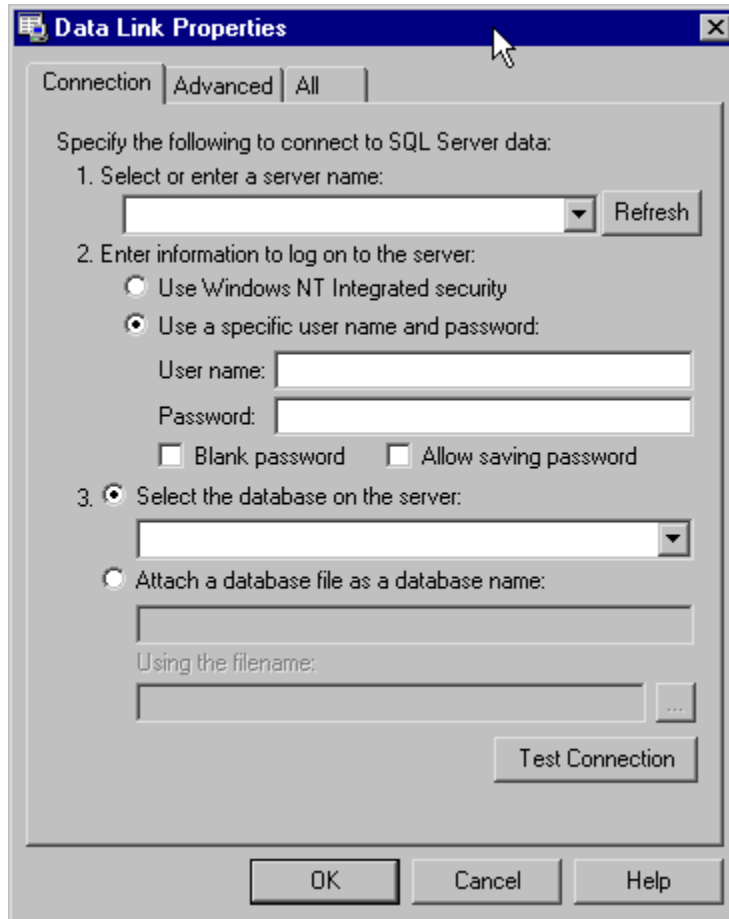 Data Link Properties
Connection Advanced All
Specify the following to connect to SQL Server data:
1. Select or enter a server name:
Refresh
2. Enter information to log on to the server:
Use Windows NT Integrated security
Use a specific user name and password:
User name:
Password:
Blank password Allow saving password
3. Select the database on the server:
Attach a database file as a database name:
Using the filename:
...
Test Connection
OK Cancel Help